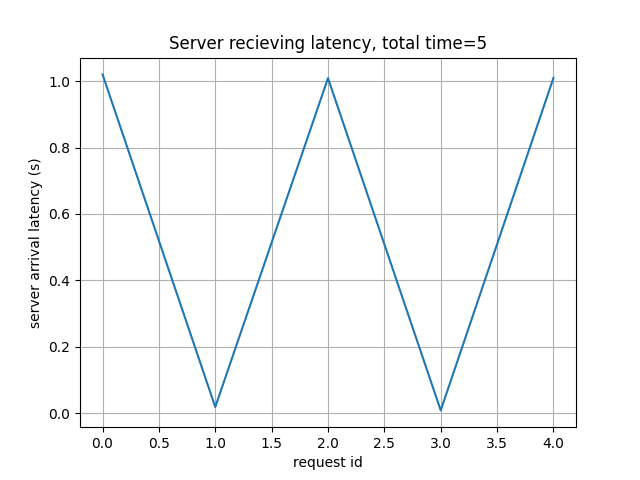 Server recieving latency, total time=5
1.0
0.8
0.6
0.4
0.2
0.0
server arrival latency (s)
0.0 0.5 1.0 1.5 2.0 2.5 3.0 3.5 4.0
request id